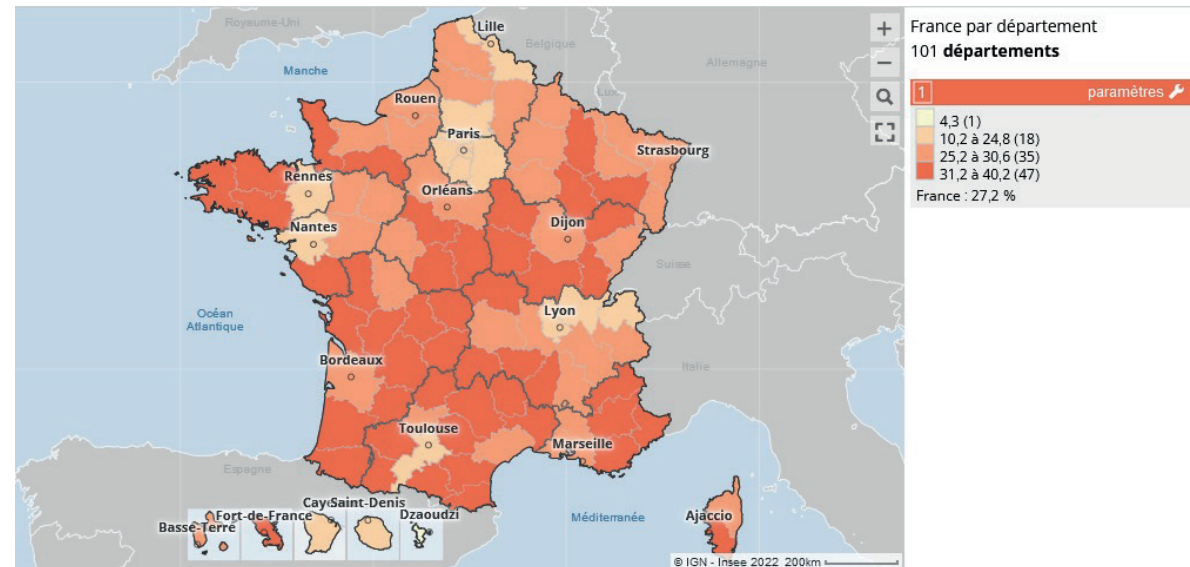 Royaume-Uni
Lille
Belgique
Allemagne
Manche
Lux.
Rouen
Paris
Strasbourg
Rennes
Orléans
Nantes
Dijon
Suisse
Océan
Atlantique
Lyon
Italie
Bordeaux
Toulouse
Marseille
Espagne
Basse-Terre
Fort-de-France
Saint-Denis
Dzaoudzi
Méditerranée
Ajaccio
© IGN - Insee 2022 200km
+
−
France par département
101 départements
1 paramètres
4,3 (1)
10,2 à 24,8 (18)
25,2 à 30,6 (35)
31,2 à 40,2 (47)
France : 27,2 %